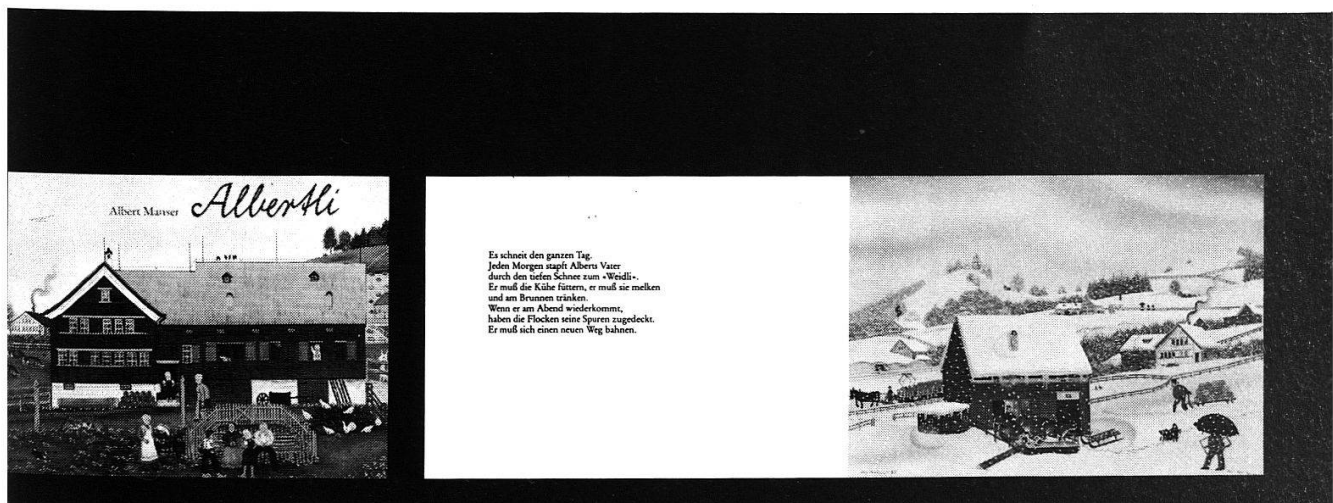 Albert Manser Albertli
Es schneit den ganzen Tag.
Jeden Morgen stapft Alberts Vater
durch den tiefen Schnee zum «Weidli».
Er muß die Kühe füttern, er muß sie melken
und am Brunnen tränken.
Wenn er am Abend wiederkommt,
haben die Flocken seine Spuren zugedeckt.
Er muß sich einen neuen Weg bahnen.